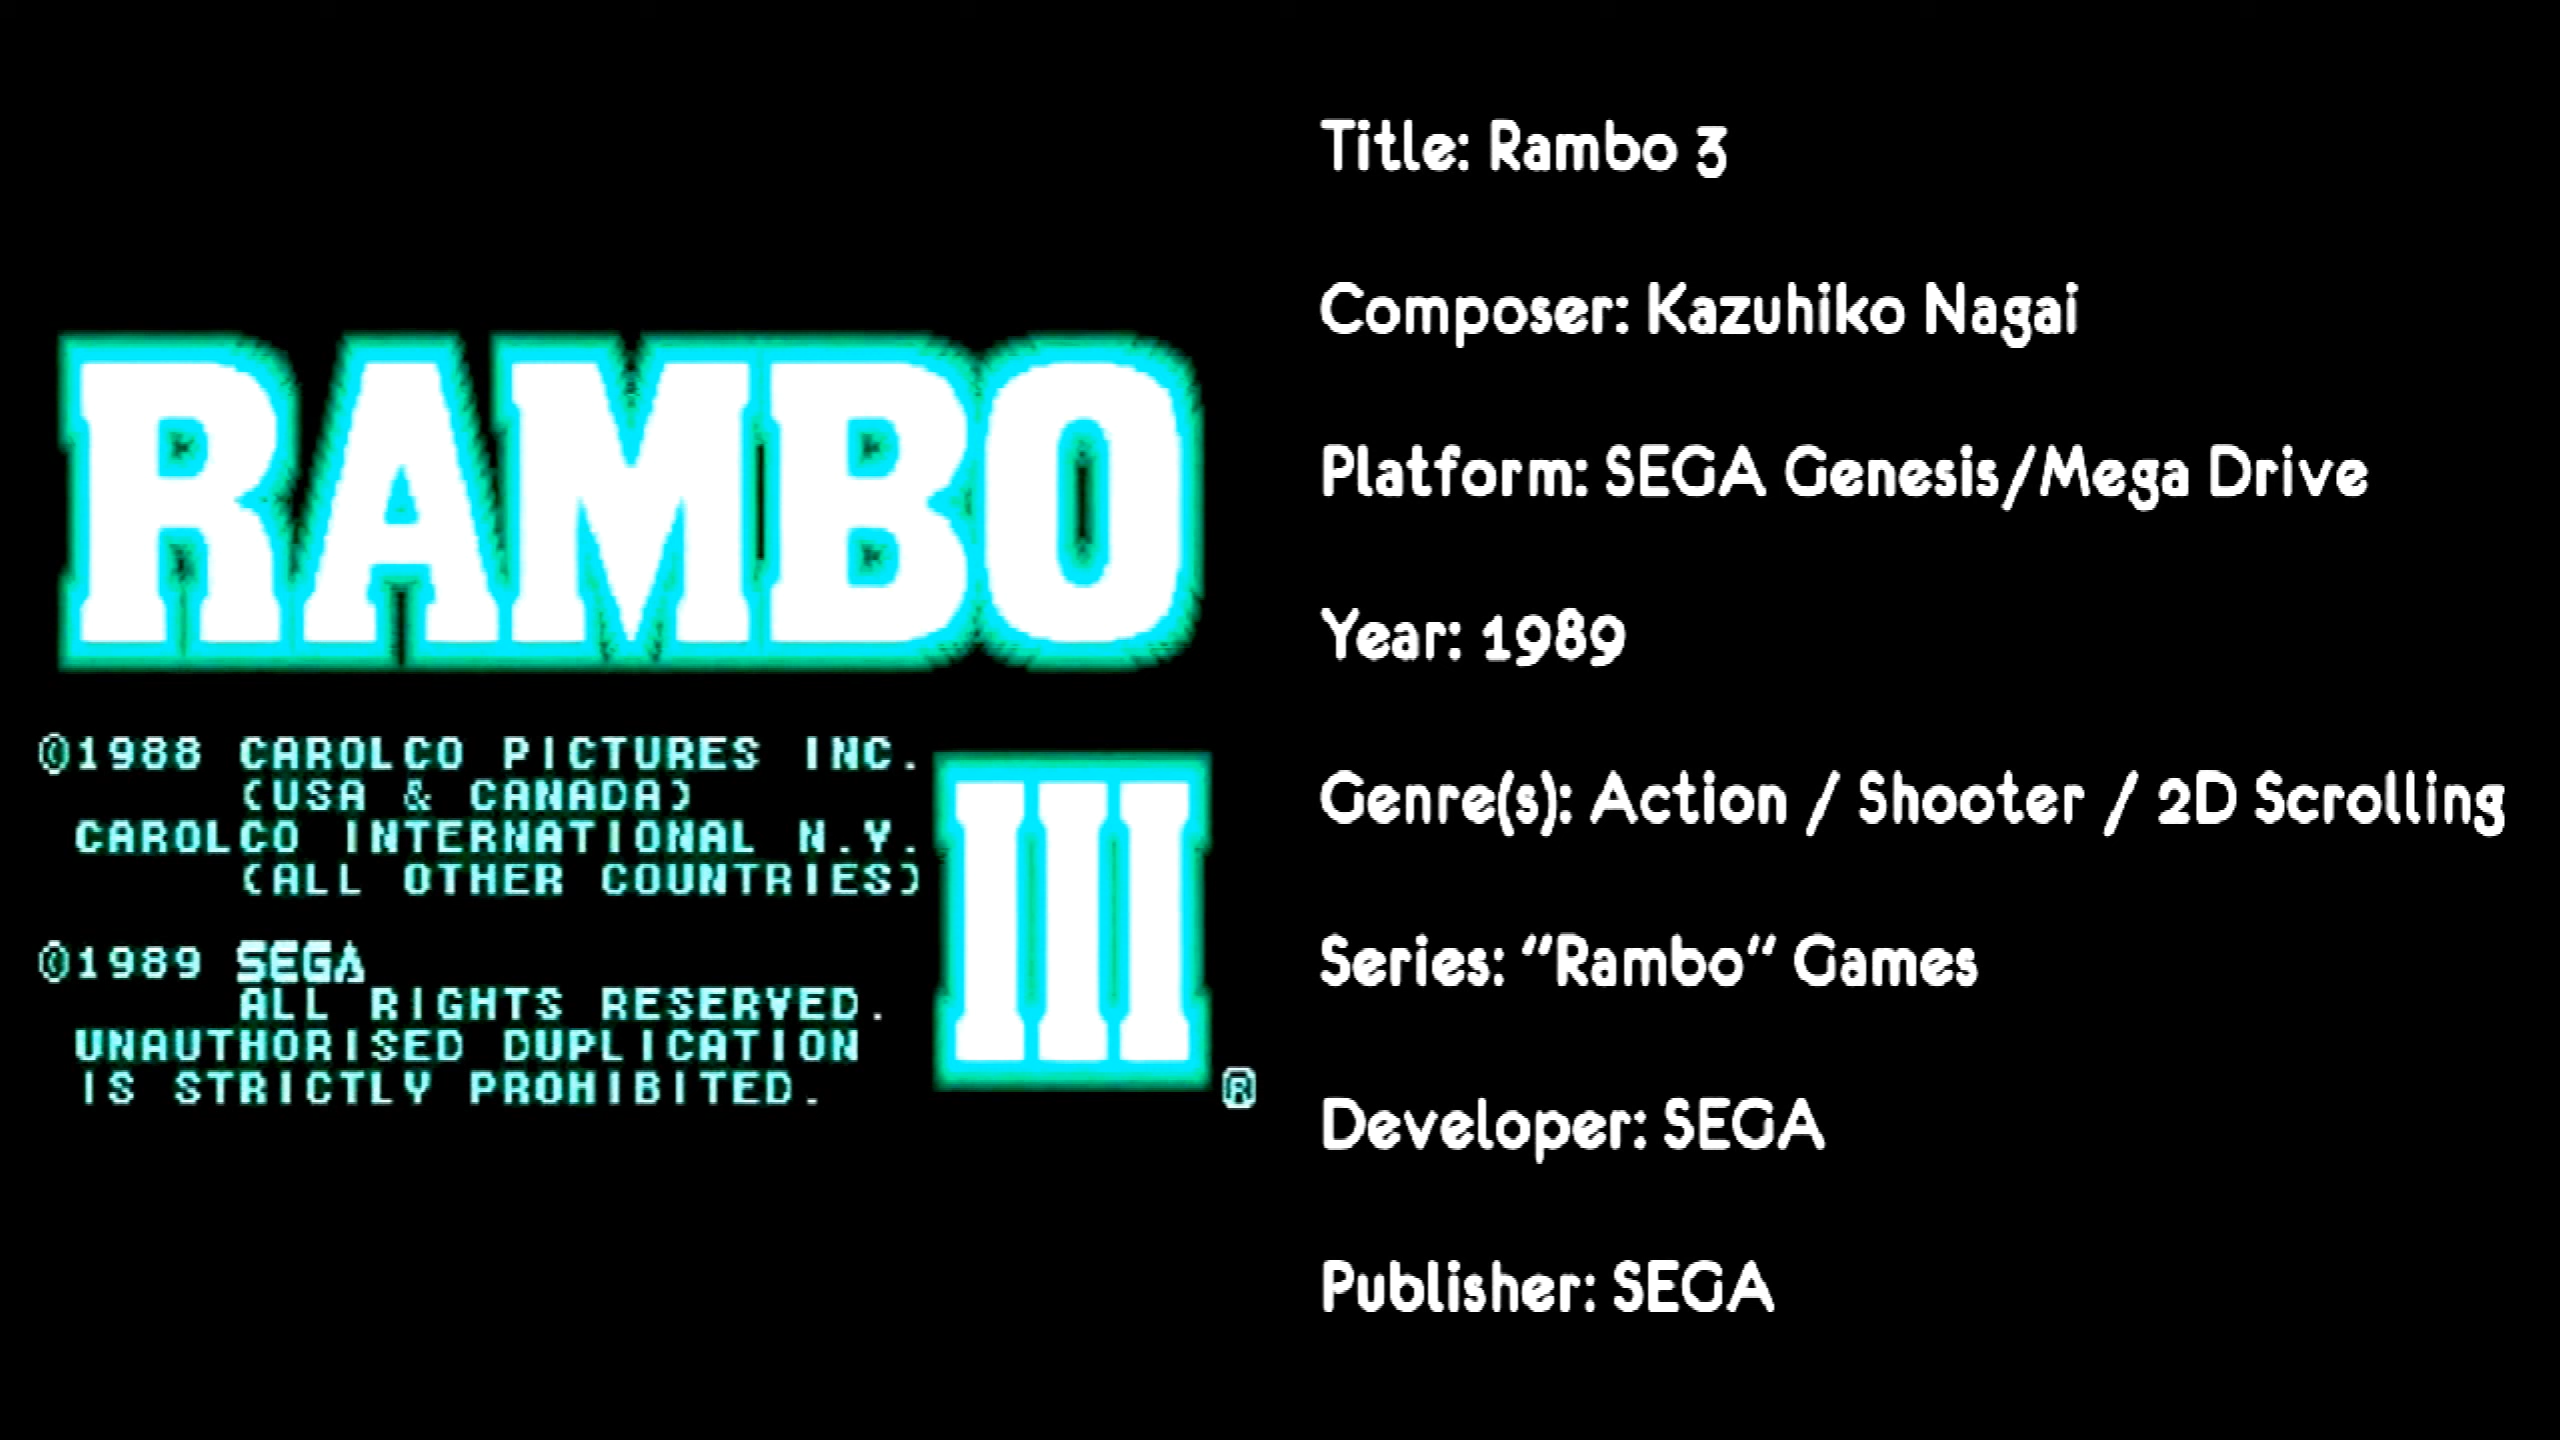 RAMBO
III
®
©1988 CAROLCO PICTURES INC.
(USA & CANADA)
CAROLCO INTERNATIONAL N.V.
(ALL OTHER COUNTRIES)
©1989 SEGA
ALL RIGHTS RESERVED.
UNAUTHORISED DUPLICATION
IS STRICTLY PROHIBITED.
Title: Rambo 3
Composer: Kazuhiko Nagai
Platform: SEGA Genesis/Mega Drive
Year: 1989
Genre(s): Action / Shooter / 2D Scrolling
Series: "Rambo" Games
Developer: SEGA
Publisher: SEGA